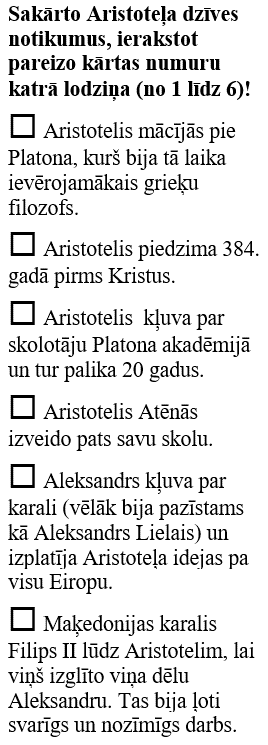 Sakārto Aristoteļa dzīves
notikumus, ierakstot
pareizo kārtas numuru
katrā lodziņa (no 1 līdz 6)!
Aristotelis mācījās pie
Platona, kurš bija tā laika
ievērojamākais grieķu
filozofs.
Aristotelis piedzima 384.
gadā pirms Kristus.
Aristotelis kļuva par
skolotāju Platona akadēmijā
un tur palika 20 gadus.
Aristotelis Atēnās
izveido pats savu skolu.
Aleksandrs kļuva par
karali (vēlāk bija pazīstams
kā Aleksandrs Lielais) un
izplatīja Aristoteļa idejas pa
visu Eiropu.
Maķedonijas karalis
Filips II lūdz Aristotelim, lai
viņš izglīto viņa dēlu
Aleksandru. Tas bija ļoti
svarīgs un nozīmīgs darbs.